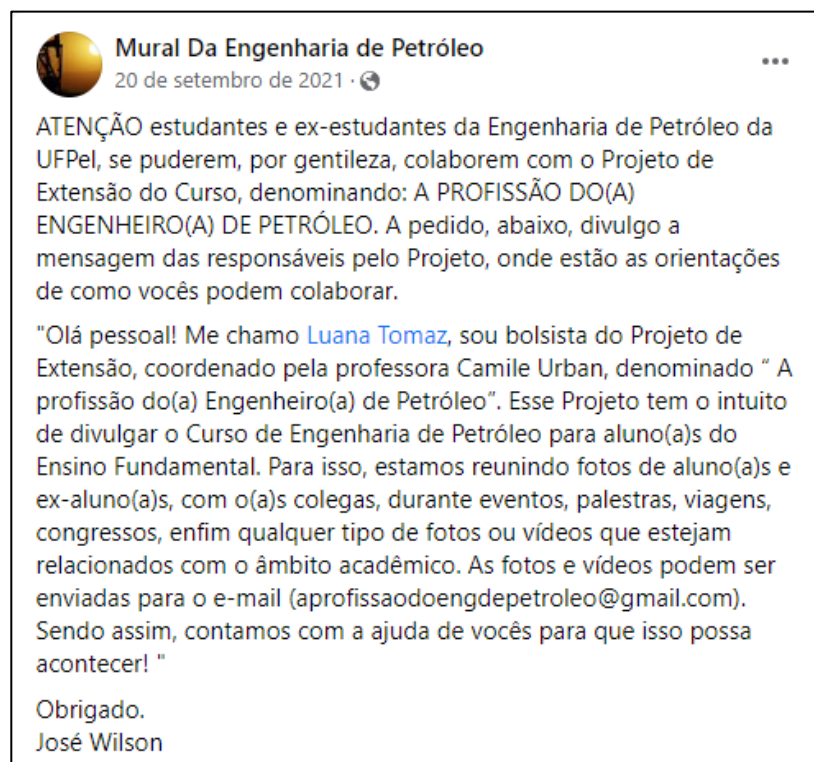 Mural Da Engenharia de Petróleo
20 de setembro de 2021 ·
ATENÇÃO estudantes e ex-estudantes da Engenharia de Petróleo da
UFPel, se puderem, por gentileza, colaborem com o Projeto de
Extensão do Curso, denominando: A PROFISSÃO DO(A)
ENGENHEIRO(A) DE PETRÓLEO. A pedido, abaixo, divulgo a
mensagem das responsáveis pelo Projeto, onde estão as orientações
de como vocês podem colaborar.
"Olá pessoal! Me chamo Luana Tomaz, sou bolsista do Projeto de
Extensão, coordenado pela professora Camile Urban, denominado “ A
profissão do(a) Engenheiro(a) de Petróleo”. Esse Projeto tem o intuito
de divulgar o Curso de Engenharia de Petróleo para aluno(a)s do
Ensino Fundamental. Para isso, estamos reunindo fotos de aluno(a)s e
ex-aluno(a)s, com o(a)s colegas, durante eventos, palestras, viagens,
congressos, enfim qualquer tipo de fotos ou vídeos que estejam
relacionados com o âmbito acadêmico. As fotos e vídeos podem ser
enviadas para o e-mail (aprofissaodoengdepetroleo@gmail.com).
Sendo assim, contamos com a ajuda de vocês para que isso possa
acontecer! "
Obrigado.
José Wilson